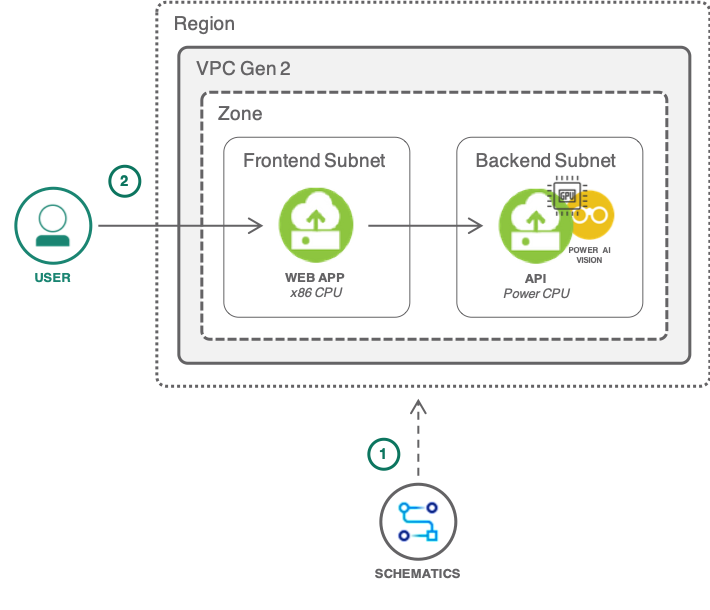 Region
VPC Gen 2
Zone
Frontend Subnet
Backend Subnet
2
GPU
USER
WEB APP
x86 CPU
POWER AI
VISION
API
Power CPU
1
SCHEMATICS